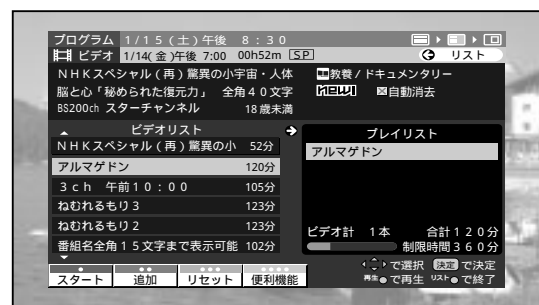 プログラム 1/15(土)午後 8:30
ビデオ 1/14(金)午後 7:00 00h52m SP リスト
NHKスペシャル(再)驚異の小宇宙・人体 教養/ドキュメンタリー
脳と心「秘められた復元力」 全角40文字 NEW 自動消去
BS200ch スターチャンネル 18歳未満
ビデオリスト
NHKスペシャル(再)驚異の小 52分
アルマゲドン 120分
3ch 午前10:00 105分
ねむれるもり3 123分
ねむれるもり2 123分
番組名全角15文字まで表示可能 102分
プレイリスト
アルマゲドン
ビデオ計 1本 合計120分
制限時間360分
で選択 決定 で決定
再生 で再生 リスト で終了
スタート 追加 リセット 便利機能